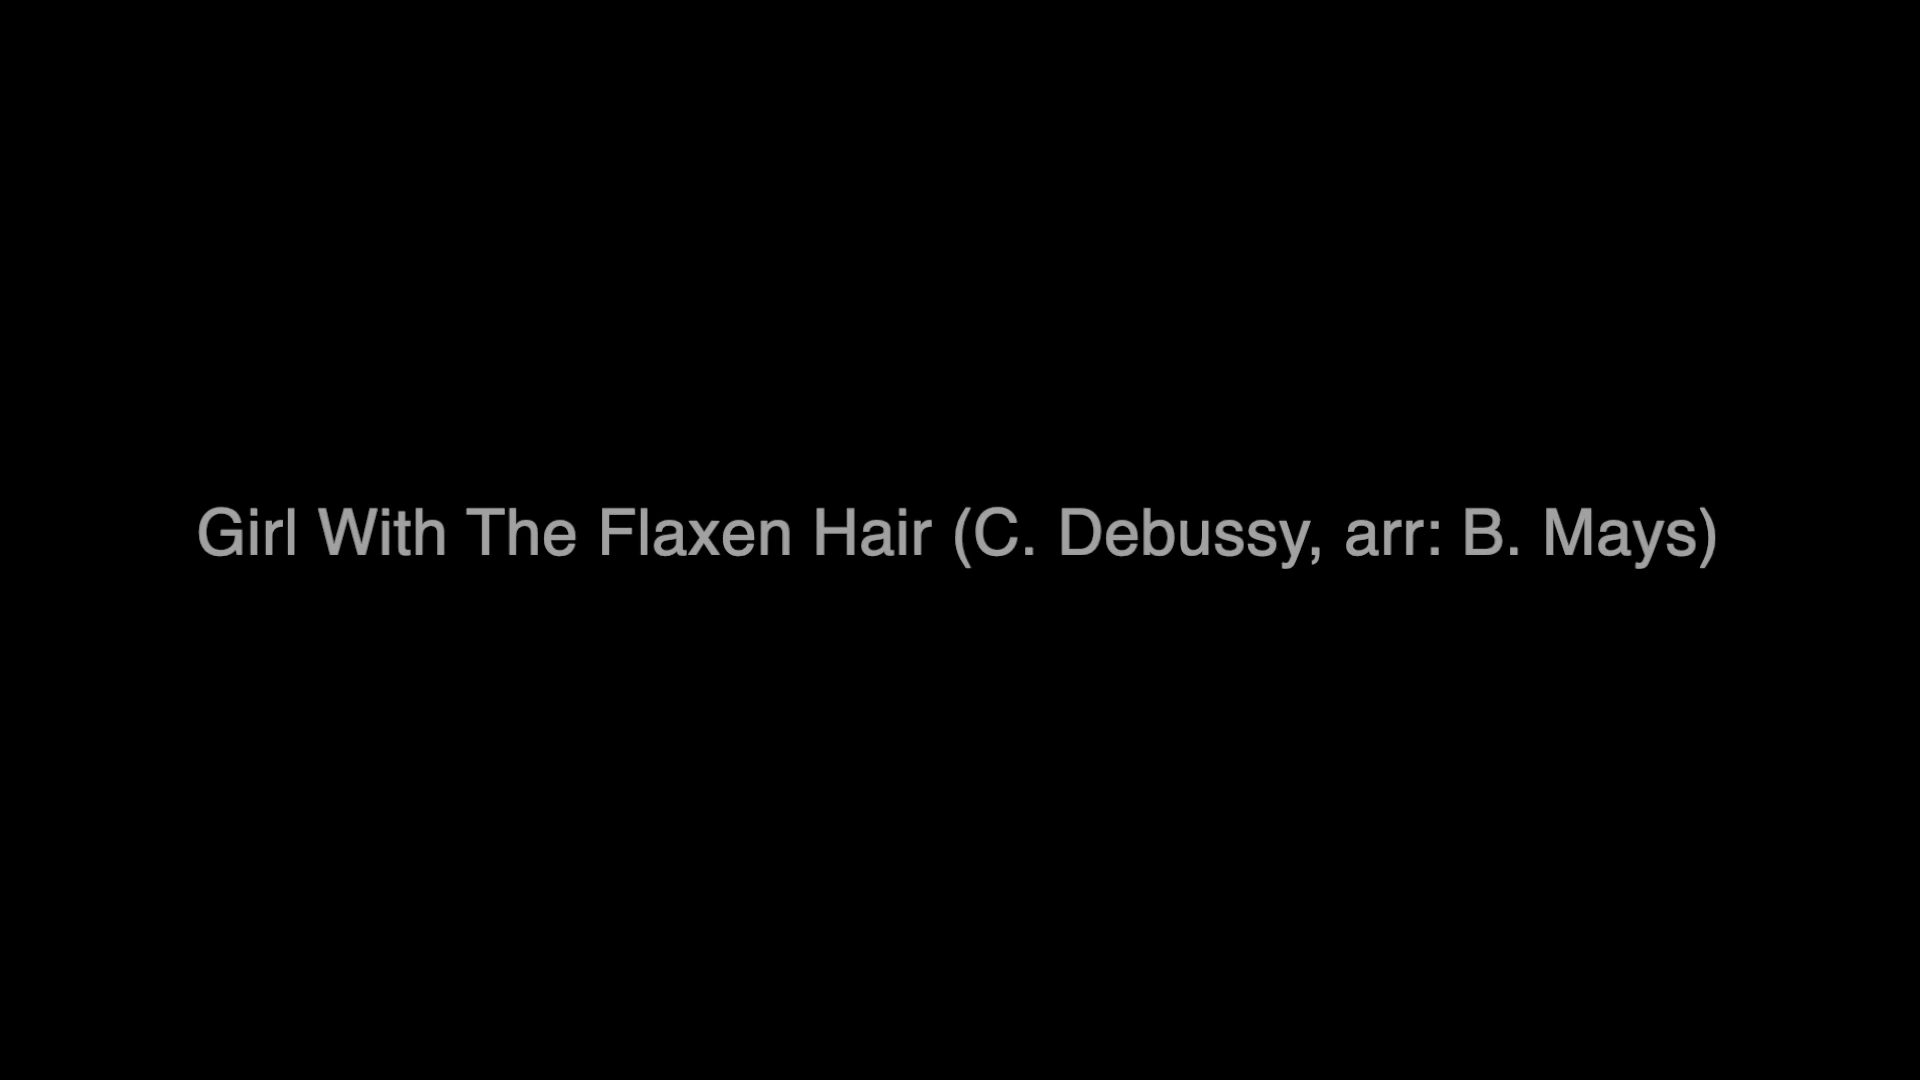 Girl With The Flaxen Hair (C. Debussy, arr: B. Mays)